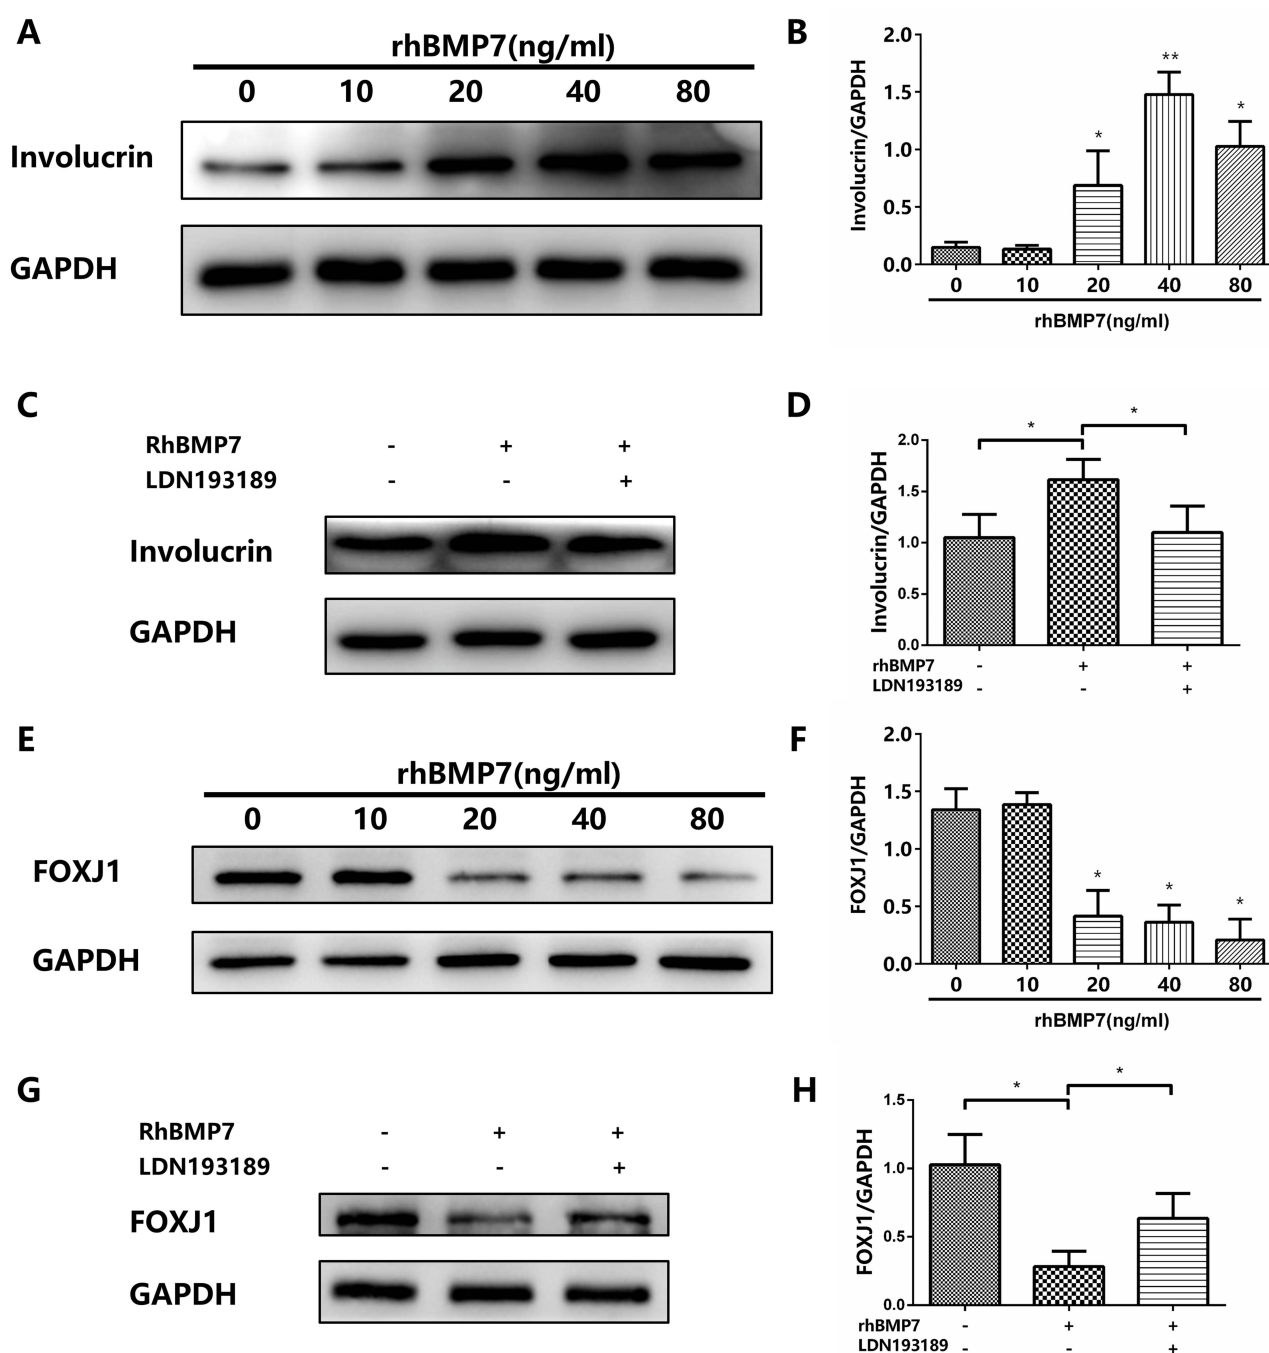 A
rhBMP7(ng/ml)
0 10 20 40 80
Involucrin
GAPDH
B
Involucrin/GAPDH
2.0
1.5
1.0
0.5
0.0
* ** *
0 10 20 40 80
rhBMP7(ng/ml)
C
RhBMP7 - + +
LDN193189 - - +
Involucrin
GAPDH
D
Involucrin/GAPDH
2.0
1.5
1.0
0.5
0.0
* *
rhBMP7 - + +
LDN193189 - - +
E
rhBMP7(ng/ml)
0 10 20 40 80
FOXJ1
GAPDH
F
FOXJ1/GAPDH
2.0
1.5
1.0
0.5
0.0
* * *
0 10 20 40 80
rhBMP7(ng/ml)
G
RhBMP7 - + +
LDN193189 - - +
FOXJ1
GAPDH
H
FOXJ1/GAPDH
1.5
1.0
0.5
0.0
* *
rhBMP7 - + +
LDN193189 - - +